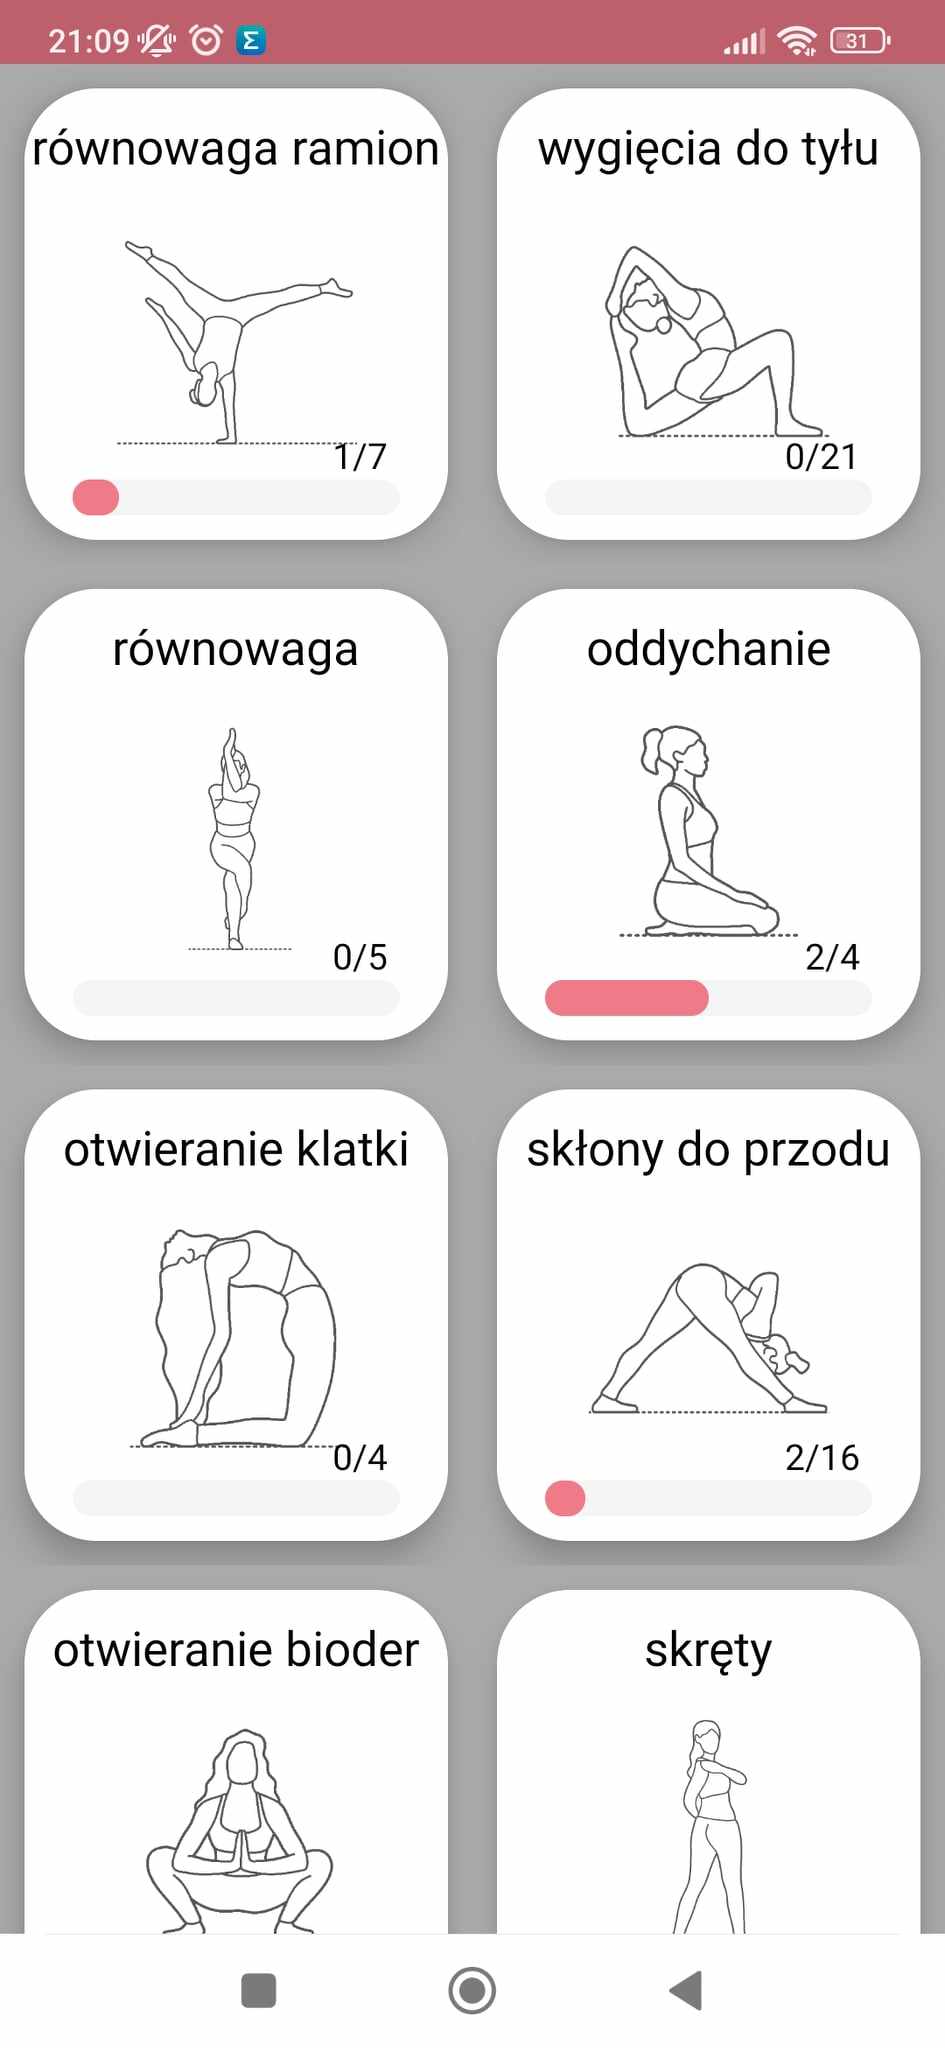 21:09
31
równowaga ramion
wygięcia do tyłu
1/7
0/21
równowaga
oddychanie
0/5
2/4
otwieranie klatki
skłony do przodu
0/4
2/16
otwieranie bioder
skręty